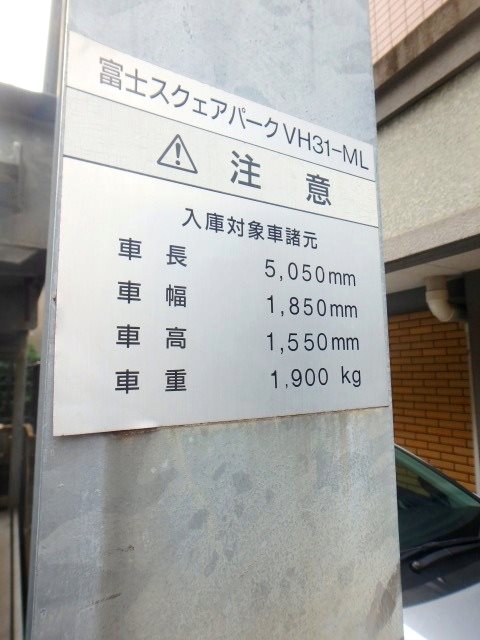 富士スクェアパークVH31-ML
注意
入庫対象車諸元
車長 5,050mm
車幅 1,850mm
車高 1,550mm
車重 1,900 kg